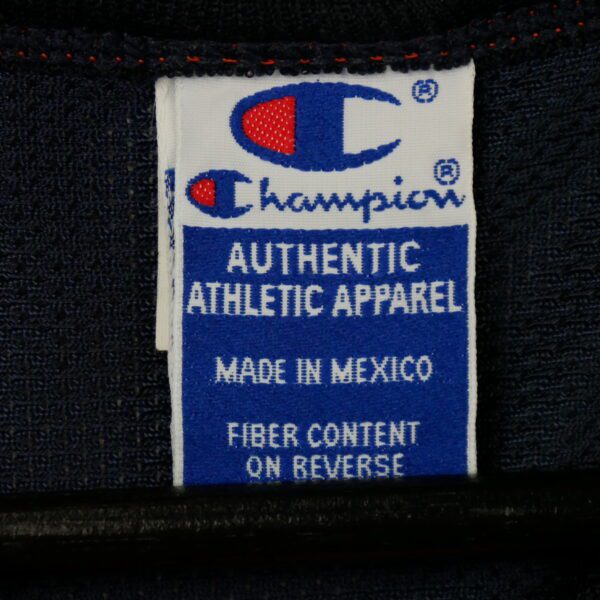 ®
Champion®
AUTHENTIC
ATHLETIC APPAREL
MADE IN MEXICO
FIBER CONTENT
ON REVERSE